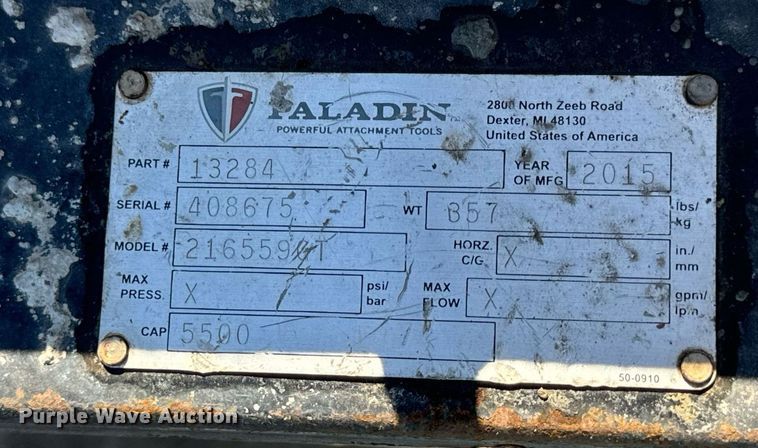 PALADIN
POWERFUL ATTACHMENT TOOLS
2800 North Zeeb Road
Dexter, MI 48130
United States of America
PART # 13284 YEAR OF MFG 2015
SERIAL # 408675 WT 857 lbs/ kg
MODEL # HORZ. C/G X in./ mm
MAX PRESS. X psi/ bar MAX FLOW X gpm/ lpm
CAP 5500
50-0910
Purple Wave Auction